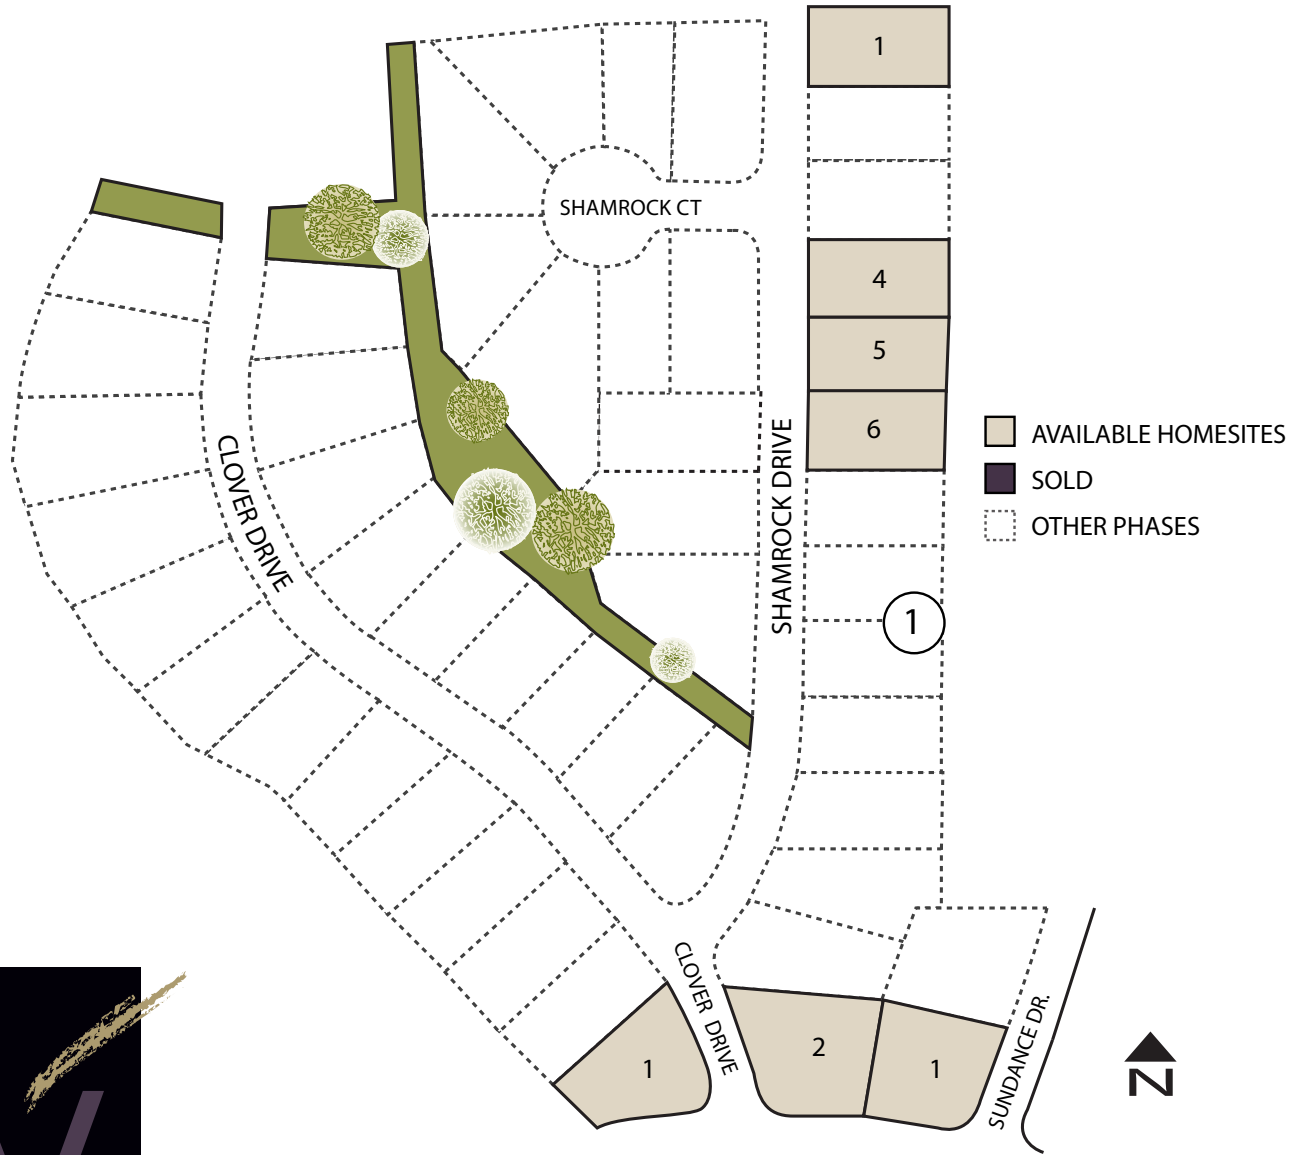 1
SHAMROCK CT
4
5
6
AVAILABLE HOMESITES
SOLD
OTHER PHASES
SHAMROCK DRIVE
CLOVER DRIVE
1
CLOVER DRIVE
1
2
1
SUNDANCE DR.
N